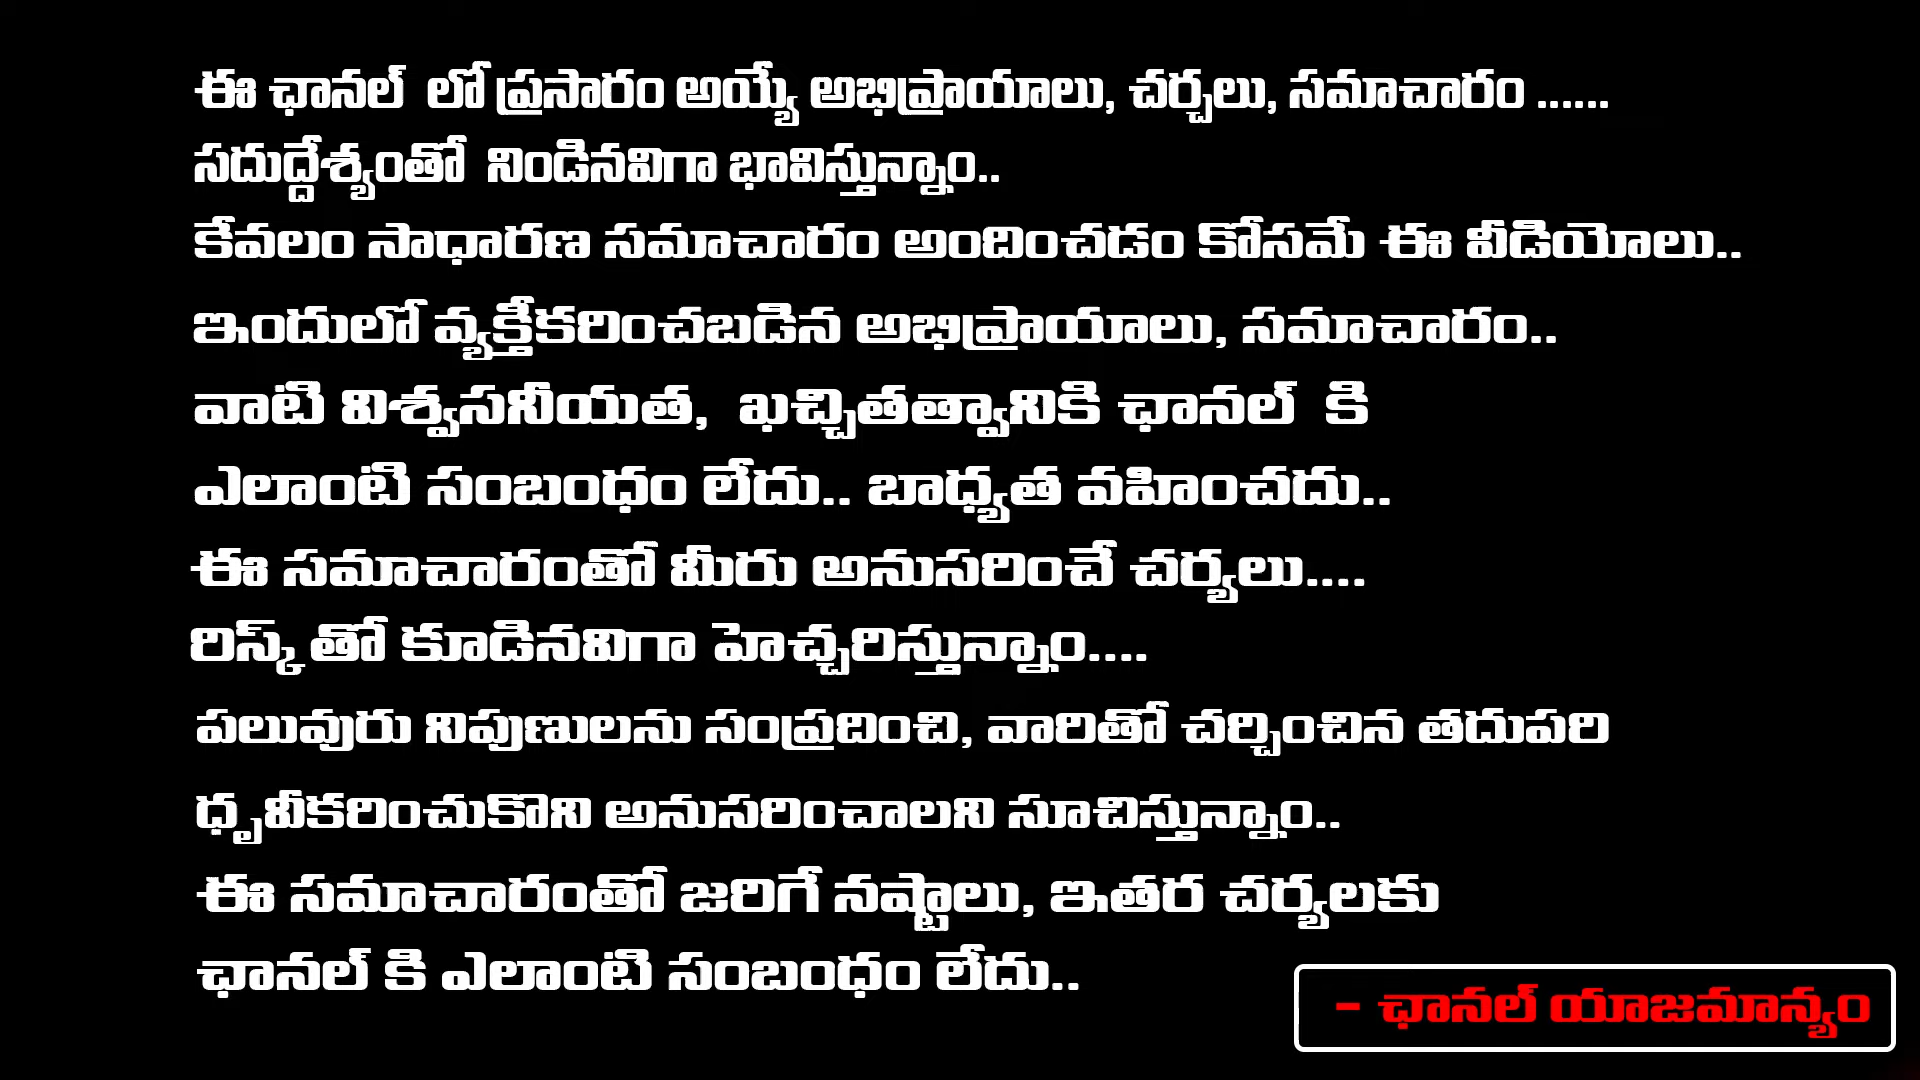 ఈ ఛానల్ లో ప్రసారం అయ్యే అభిప్రాయాలు, చర్చలు, సమాచారం ......
సదుద్దేశ్యంతో నిండినవిగా భావిస్తున్నాం..
కేవలం సాధారణ సమాచారం అందించడం కోసమే ఈ వీడియోలు..
ఇందులో వ్యక్తీకరించబడిన అభిప్రాయాలు, సమాచారం..
వాటి విశ్వసనీయత, ఖచ్చితత్వానికి ఛానల్ కి
ఎలాంటి సంబంధం లేదు.. బాధ్యత వహించదు..
ఈ సమాచారంతో మీరు అనుసరించే చర్యలు....
రిస్క్ తో కూడినవిగా హెచ్చరిస్తున్నాం....
పలువురు నిపుణులను సంప్రదించి, వారితో చర్చించిన తదుపరి
ధృవీకరించుకొని అనుసరించాలని సూచిస్తున్నాం..
ఈ సమాచారంతో జరిగే నష్టాలు, ఇతర చర్యలకు
ఛానల్ కి ఎలాంటి సంబంధం లేదు..
- ఛానల్ యాజమాన్యం